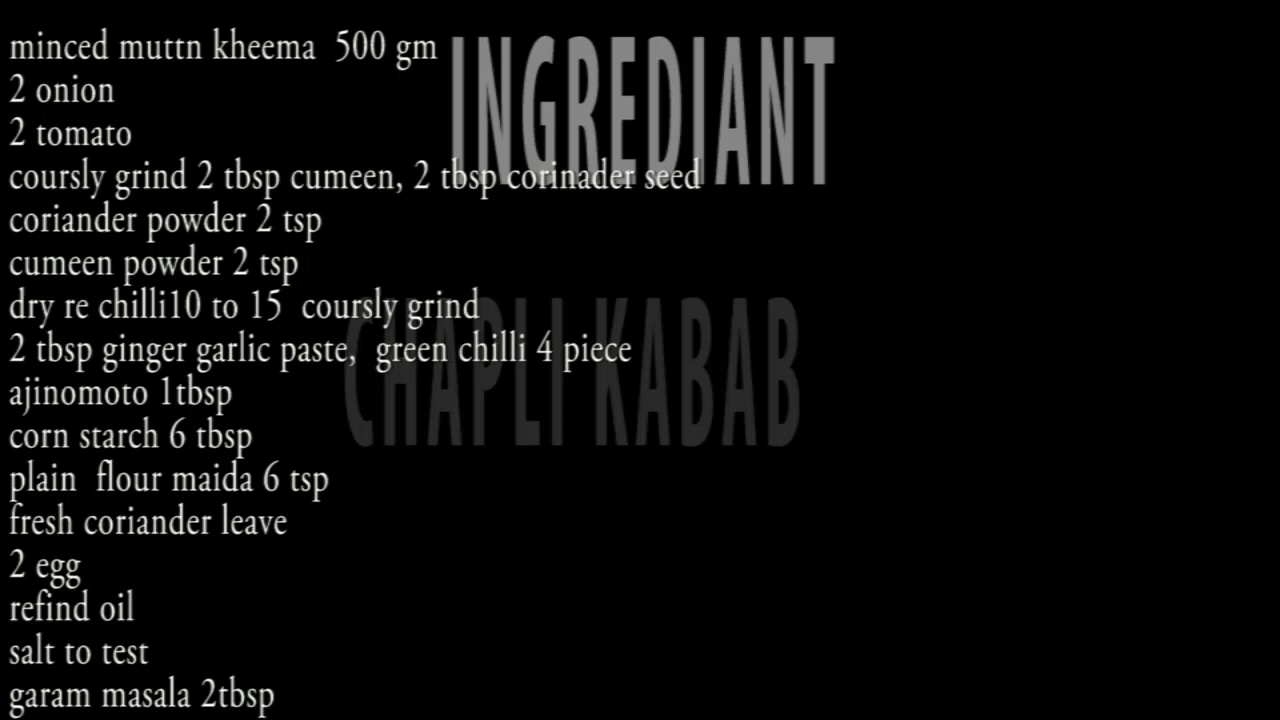 INGREDIANT
minced muttn kheema 500 gm
2 onion
2 tomato
coursly grind 2 tbsp cumeen, 2 tbsp corinader seed
coriander powder 2 tsp
cumeen powder 2 tsp
dry re chilli10 to 15 coursly grind
CHAPLI KABAB
2 tbsp ginger garlic paste, green chilli 4 piece
ajinomoto 1tbsp
corn starch 6 tbsp
plain flour maida 6 tsp
fresh coriander leave
2 egg
refind oil
salt to test
garam masala 2tbsp